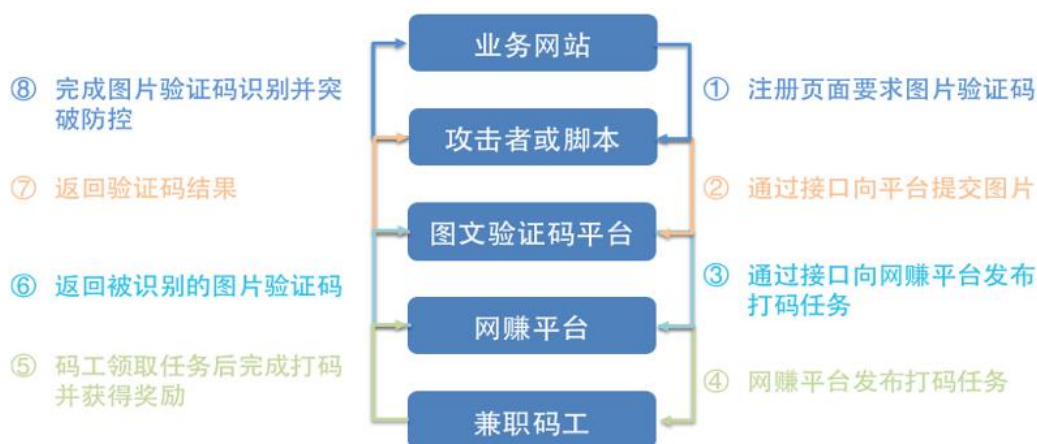 业务网站
⑧ 完成图片验证码识别并突
破防控
① 注册页面要求图片验证码
攻击者或脚本
⑦ 返回验证码结果
② 通过接口向平台提交图片
图文验证码平台
⑥ 返回被识别的图片验证码
③ 通过接口向网赚平台发布
打码任务
网赚平台
⑤ 码工领取任务后完成打码
并获得奖励
④ 网赚平台发布打码任务
兼职码工